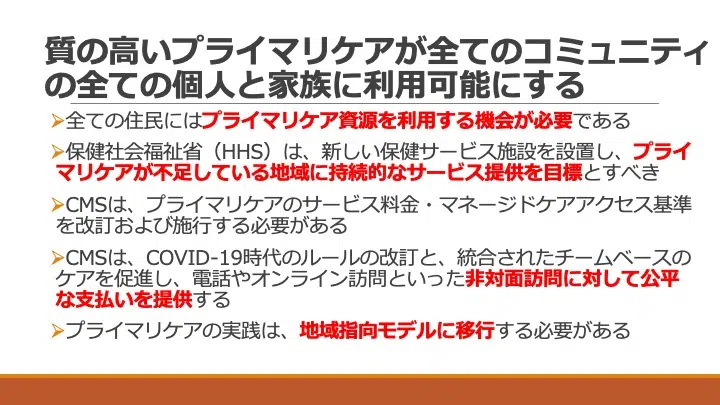 質の高いプライマリケアが全てのコミュニティ
の全ての個人と家族に利用可能にする
➢全ての住民にはプライマリケア資源を利用する機会が必要である
➢保健社会福祉省（HHS）は、新しい保健サービス施設を設置し、プライ
マリケアが不足している地域に持続的なサービス提供を目標とすべき
➢CMSは、プライマリケアのサービス料金・マネージドケアアクセス基準
を改訂および施行する必要がある
➢CMSは、COVID-19時代のルールの改訂と、統合されたチームベースの
ケアを促進し、電話やオンライン訪問といった非対面訪問に対して公平
な支払いを提供する
➢プライマリケアの実践は、地域指向モデルに移行する必要がある